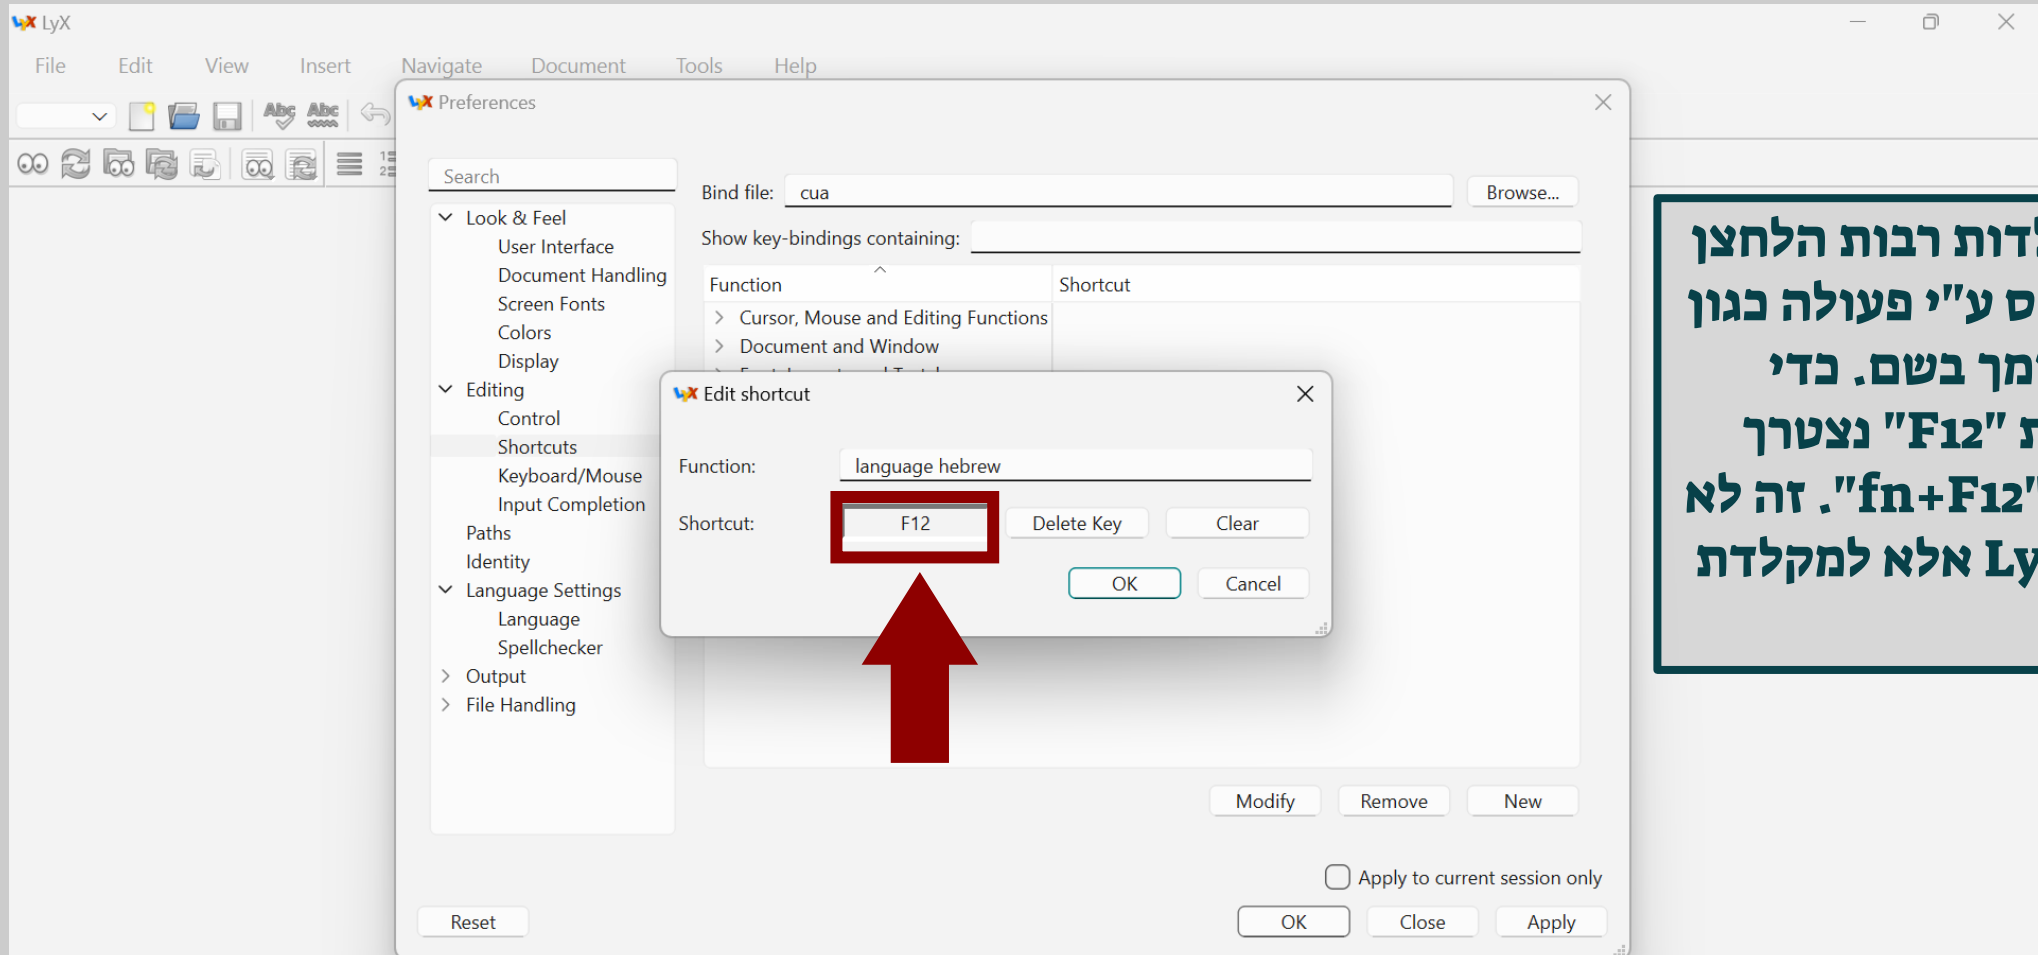 LyX
File Edit View Insert Navigate Document Tools Help
Preferences
Search
Bind file: cua Browse...
Show key-bindings containing:
Look & Feel
User Interface
Document Handling
Screen Fonts
Colors
Display
Editing
Control
Shortcuts
Keyboard/Mouse
Input Completion
Paths
Identity
Language Settings
Language
Spellchecker
Output
File Handling
Function Shortcut
Cursor, Mouse and Editing Functions
Document and Window
Edit shortcut
Function: language hebrew
Shortcut: F12 Delete Key Clear
OK Cancel
Modify Remove New
Apply to current session only
Reset OK Close Apply
רבות הלחצן
ע"י פעולה כגון
בשם. כדי
"F12" נצטרך
"fn+F12". זה לא
אלא למקלדת